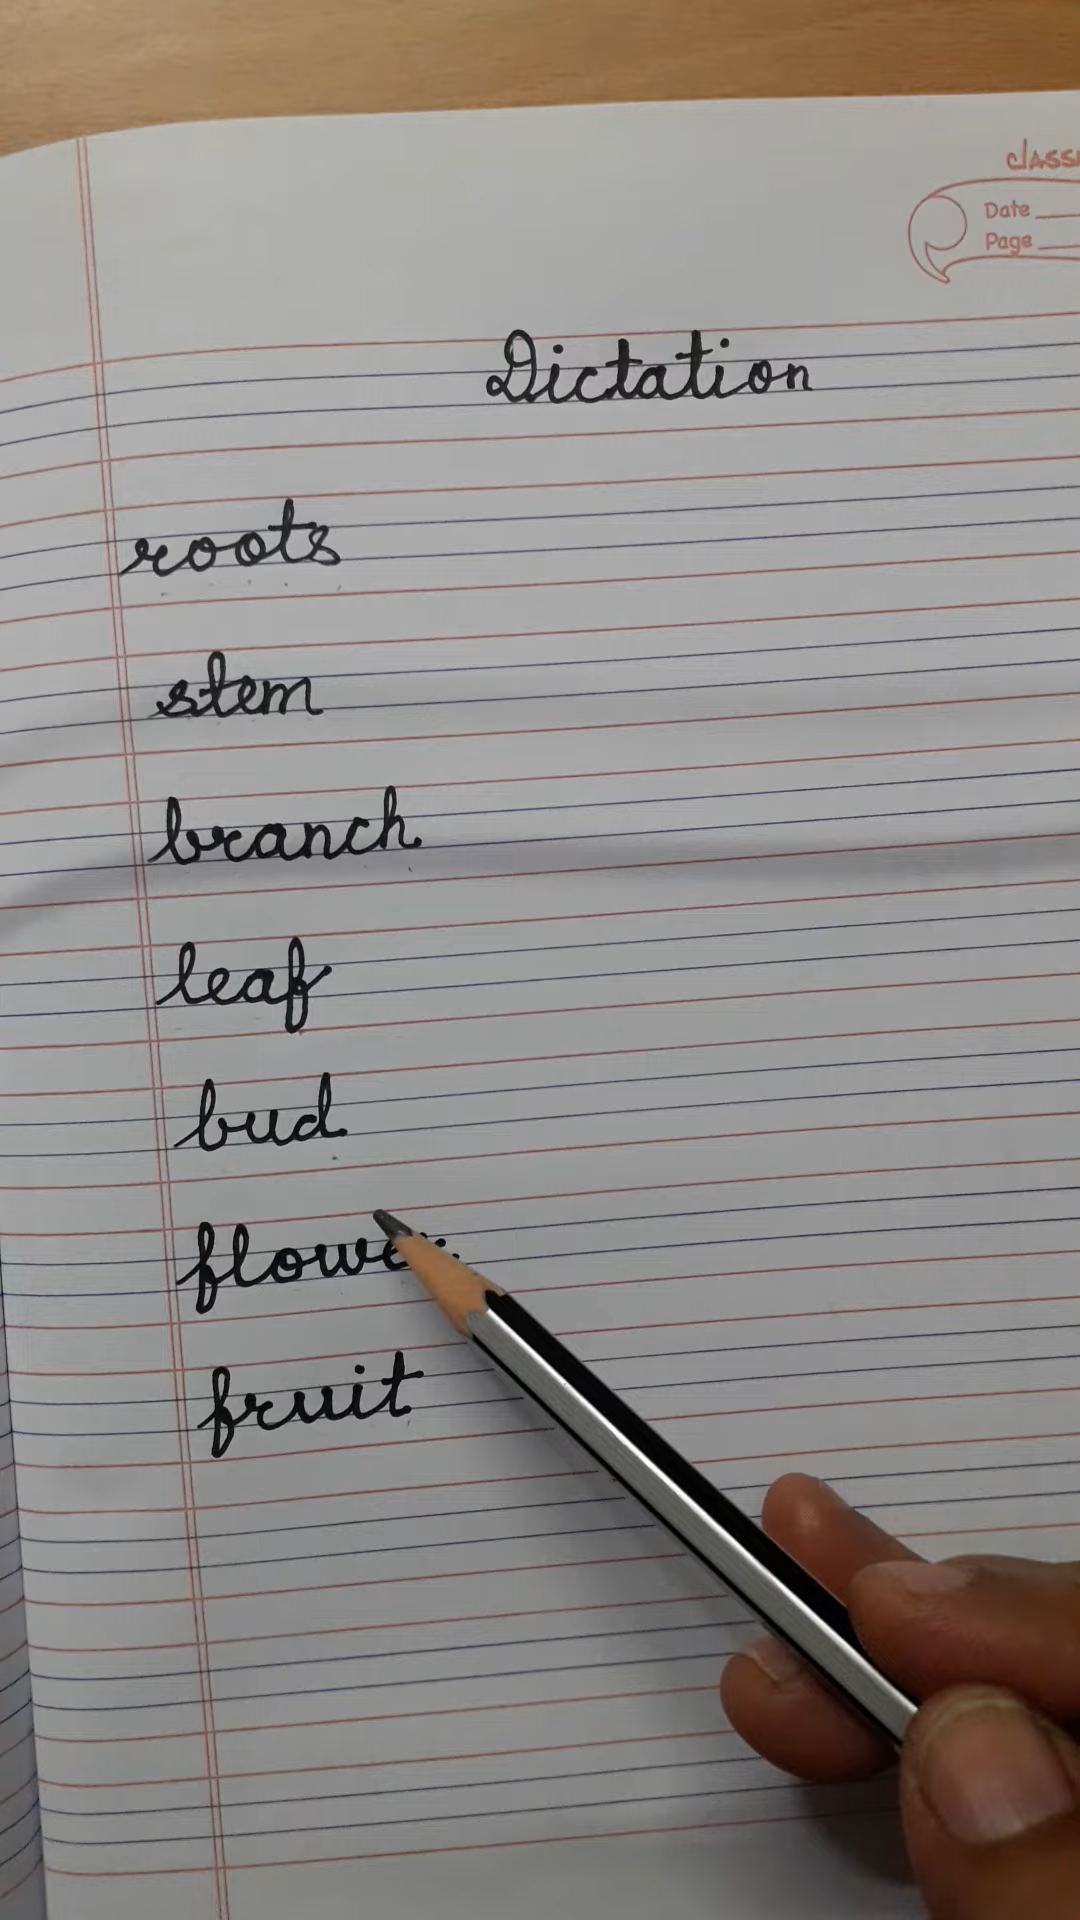 Date
Page
Dictation
roots
stem
branch
leaf
bud
fruit